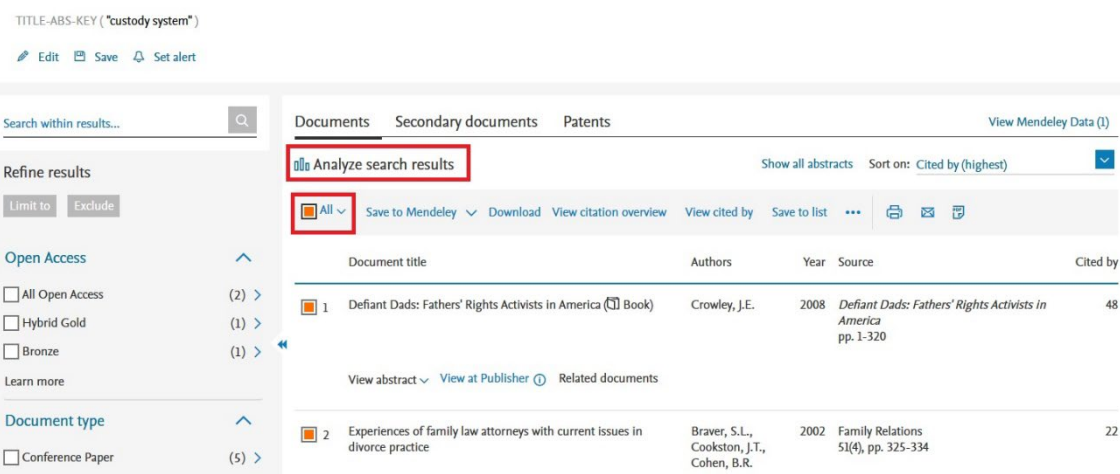 TITLE-ABS-KEY ( "custody system" )
Edit Save Set alert
Search within results...
Refine results
Limit to Exclude
Open Access
All Open Access (2)
Hybrid Gold (1)
Bronze (1)
Learn more
Document type
Conference Paper (5)
Documents Secondary documents Patents View Mendeley Data (1)
Analyze search results Show all abstracts Sort on: Cited by (highest)
All Save to Mendeley Download View citation overview View cited by Save to list •••
Document title Authors Year Source Cited by
1 Defiant Dads: Fathers' Rights Activists in America (Book) Crowley, J.E. 2008 Defiant Dads: Fathers' Rights Activists in 48
America
pp. 1-320
View abstract View at Publisher Related documents
2 Experiences of family law attorneys with current issues in Braver, S.L., 2002 Family Relations 22
divorce practice Cookston, J.T., 51(4), pp. 325-334
Cohen, B.R.